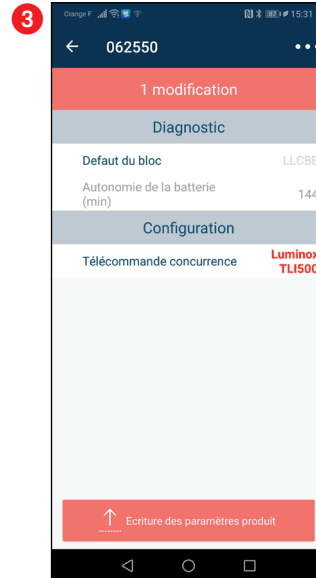 3
Orange F 15:31
062550
1 modification
Diagnostic
Defaut du bloc LLCBE
Autonomie de la batterie
(min) 144
Configuration
Télécommande concurrence Luminox
TLI500
Ecriture des paramètres produit